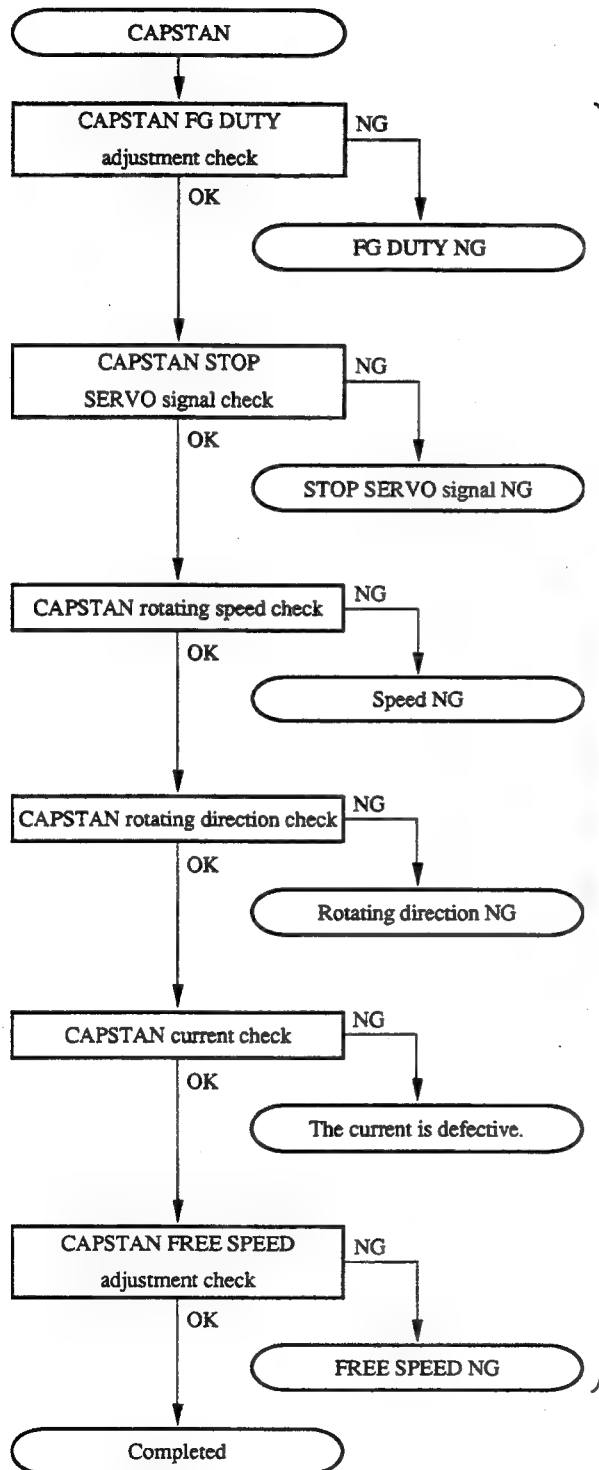 CAPSTAN
CAPSTAN FG DUTY
adjustment check
NG
OK
FG DUTY NG
CAPSTAN STOP
SERVO signal check
NG
OK
STOP SERVO signal NG
CAPSTAN rotating speed check
NG
OK
Speed NG
CAPSTAN rotating direction check
NG
OK
Rotating direction NG
CAPSTAN current check
NG
OK
The current is defective.
CAPSTAN FREE SPEED
adjustment check
NG
OK
FREE SPEED NG
Completed